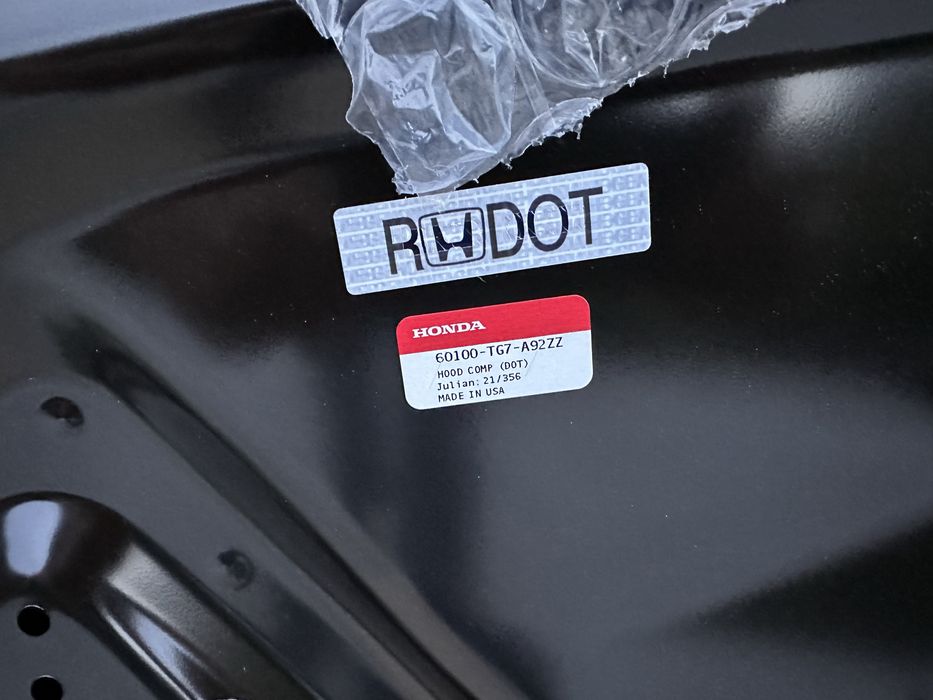 R DOT
HONDA
60100-TG7-A92ZZ
HOOD COMP (DOT)
Julian: 21/356
MADE IN USA